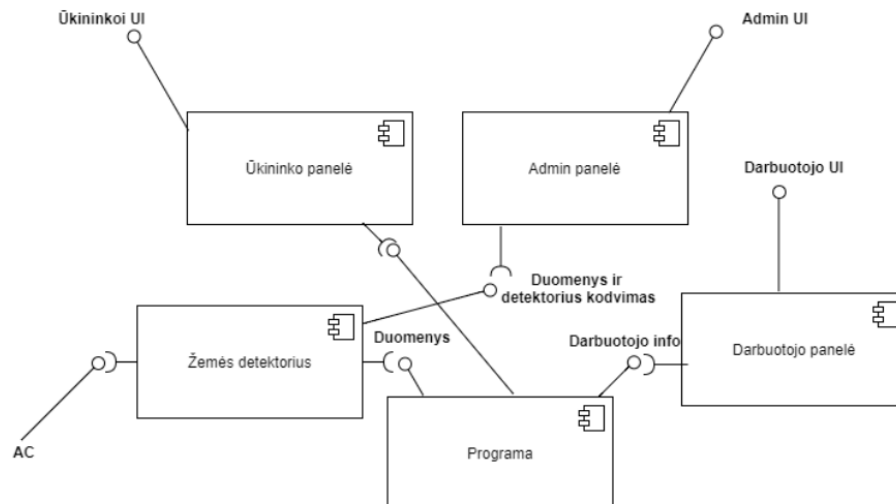 Ūkininkoi UI
Admin UI
Ūkininko panelė
Admin panelė
Darbuotojo UI
Duomenys ir
detektorius kodvimas
Žemės detektorius
Duomenys
Darbuotojo info
Darbuotojo panelė
AC
Programa